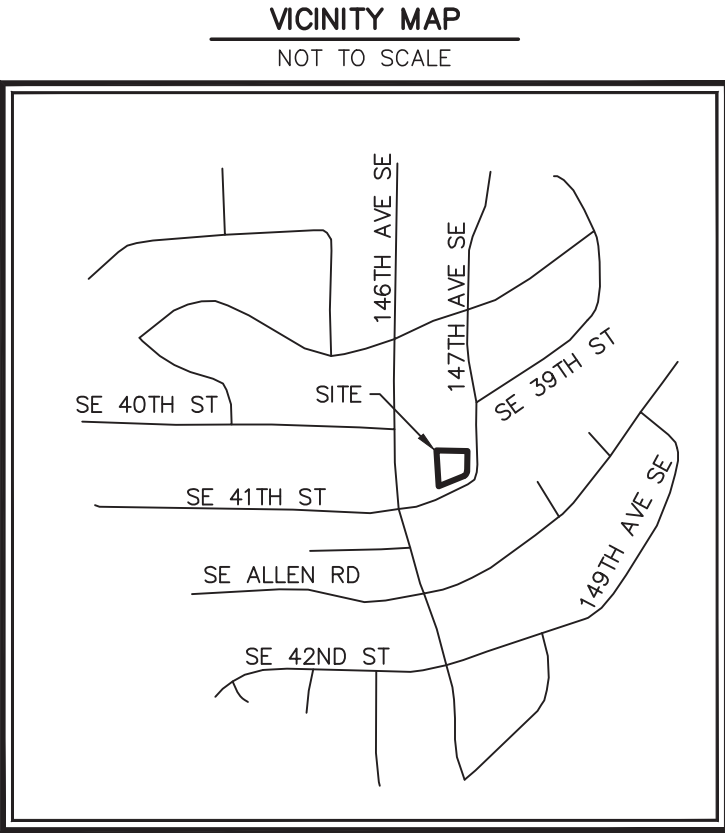 VICINITY MAP
NOT TO SCALE
146TH AVE SE
147TH AVE SE
SE 39TH ST
SITE
SE 40TH ST
SE 41TH ST
149TH AVE SE
SE ALLEN RD
SE 42ND ST